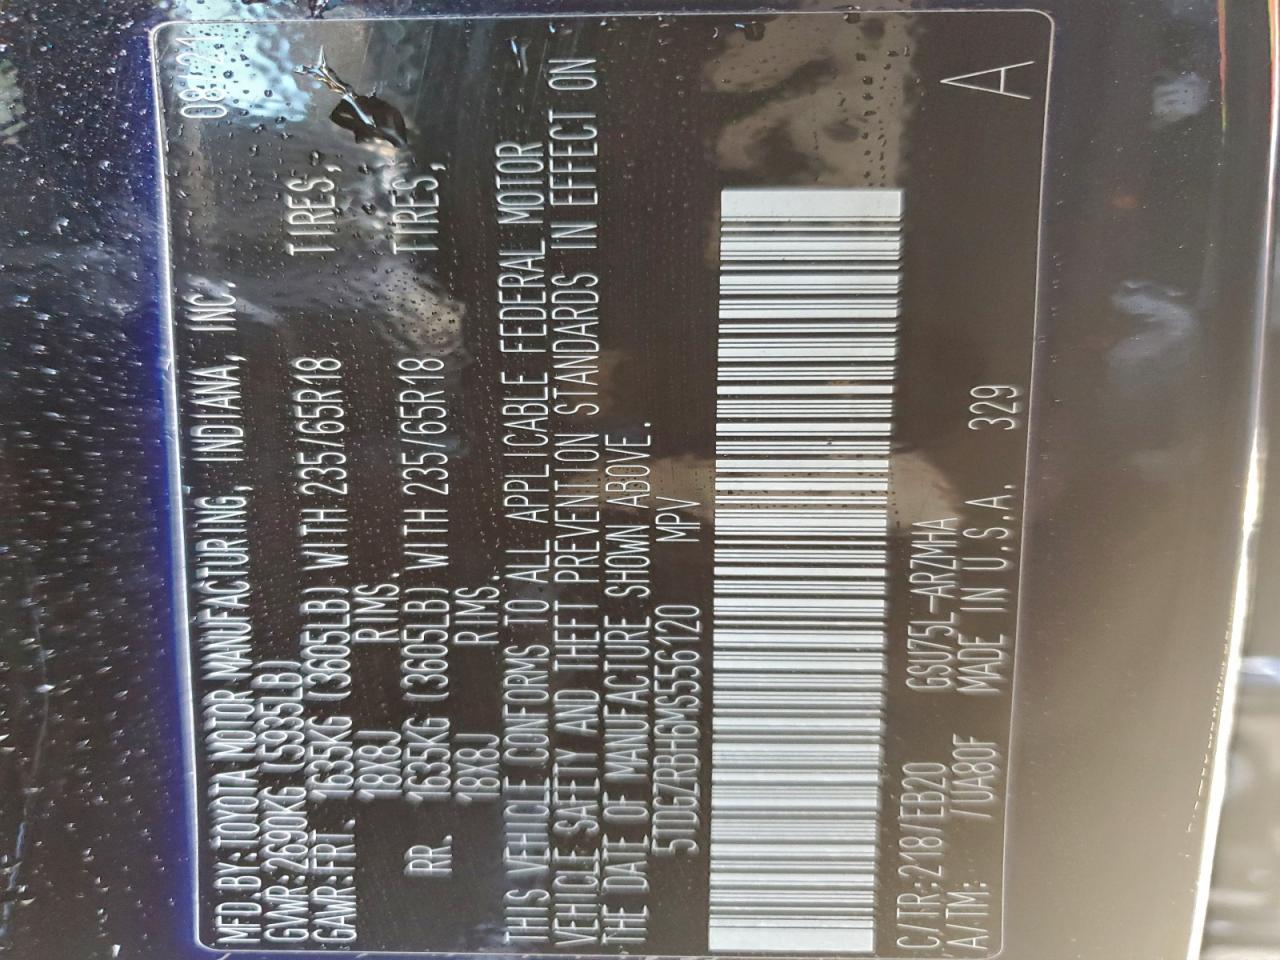 MFD.BY:TOYOTA MOTOR MANUFACTURING, INDIANA, INC. 08/21
GVWR:2690KG (5935LB)
GAWR:FRT. 1635KG (3605LB) WITH 235/65R18 TIRES,
18X8J RIMS.
RR. 1635KG (3605LB) WITH 235/65R18 TIRES,
18X8J RIMS.
THIS VEHICLE CONFORMS TO ALL APPLICABLE FEDERAL MOTOR
VEHICLE SAFETY AND THEFT PREVENTION STANDARDS IN EFFECT ON
THE DATE OF MANUFACTURE SHOWN ABOVE.
5TDGZRBH6MS556120 MPV
C/TR:218/EB20 GSU75L-ARZMHA
A/TM: /UA80F MADE IN U.S.A. 329 A